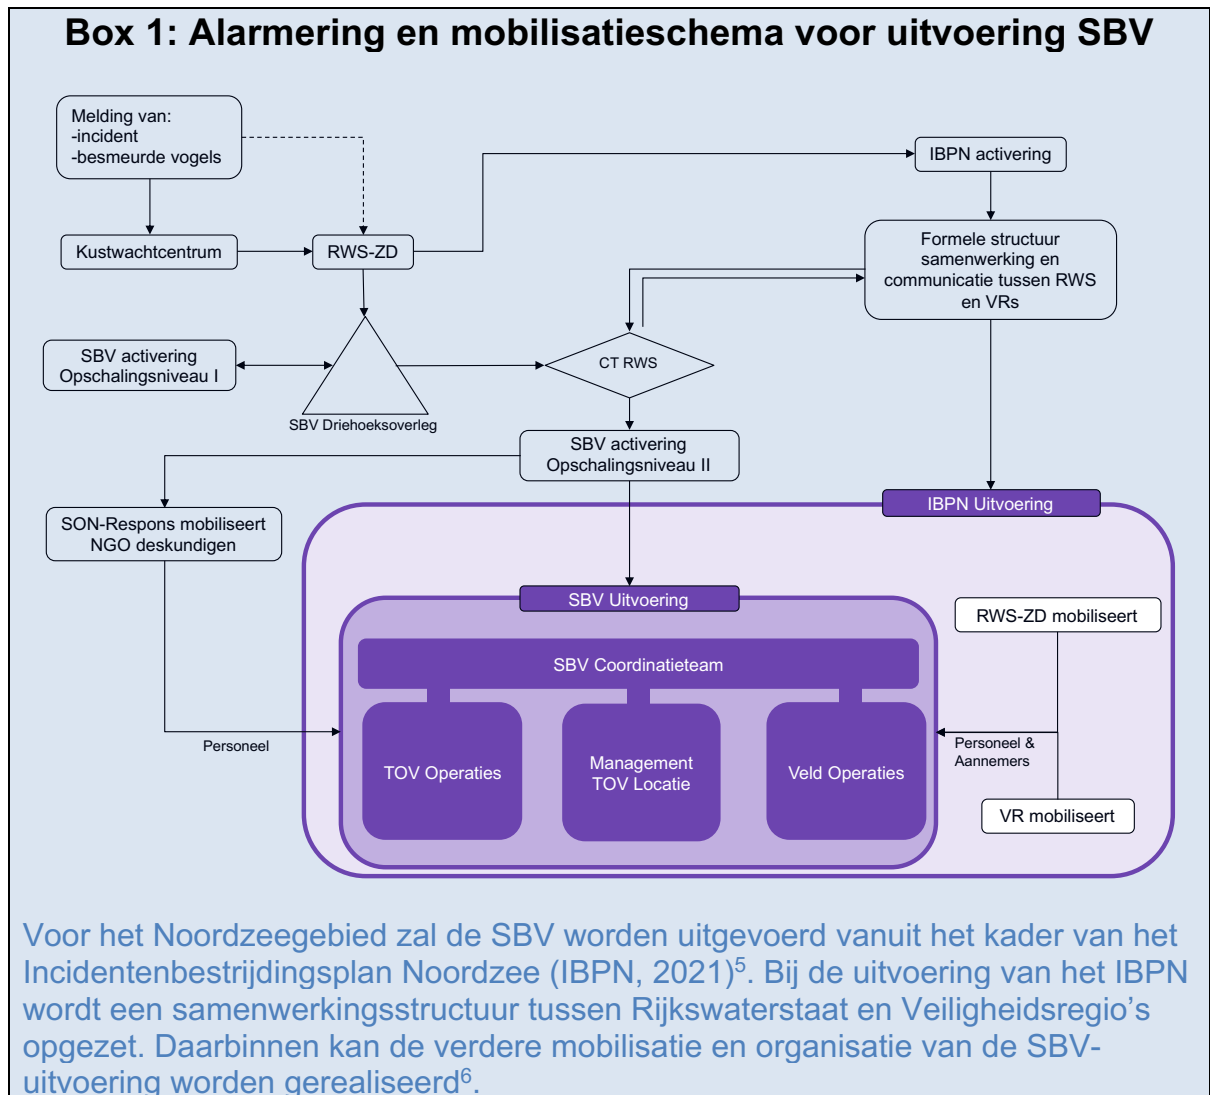 Box 1: Alarmering en mobilisatieschema voor uitvoering SBV
Melding van:
-incident
-besmeurde vogels
IBPN activering
Kustwachtcentrum
RWS-ZD
Formele structuur
samenwerking en
communicatie tussen RWS
en VRs
SBV activering
Opschalingsniveau I
SBV Driehoeksoverleg
CT RWS
SBV activering
Opschalingsniveau II
SON-Respons mobiliseert
NGO deskundigen
IBPN Uitvoering
SBV Uitvoering
RWS-ZD mobiliseert
SBV Coordinatieteam
TOV Operaties
Management
TOV Locatie
Veld Operaties
Personeel
Personeel &
Aannemers
VR mobiliseert
Voor het Noordzeegebied zal de SBV worden uitgevoerd vanuit het kader van het
Incidentenbestrijdingsplan Noordzee (IBPN, 2021)⁵. Bij de uitvoering van het IBPN
wordt een samenwerkingsstructuur tussen Rijkswaterstaat en Veiligheidsregio’s
opgezet. Daarbinnen kan de verdere mobilisatie en organisatie van de SBV-
uitvoering worden gerealiseerd⁶.